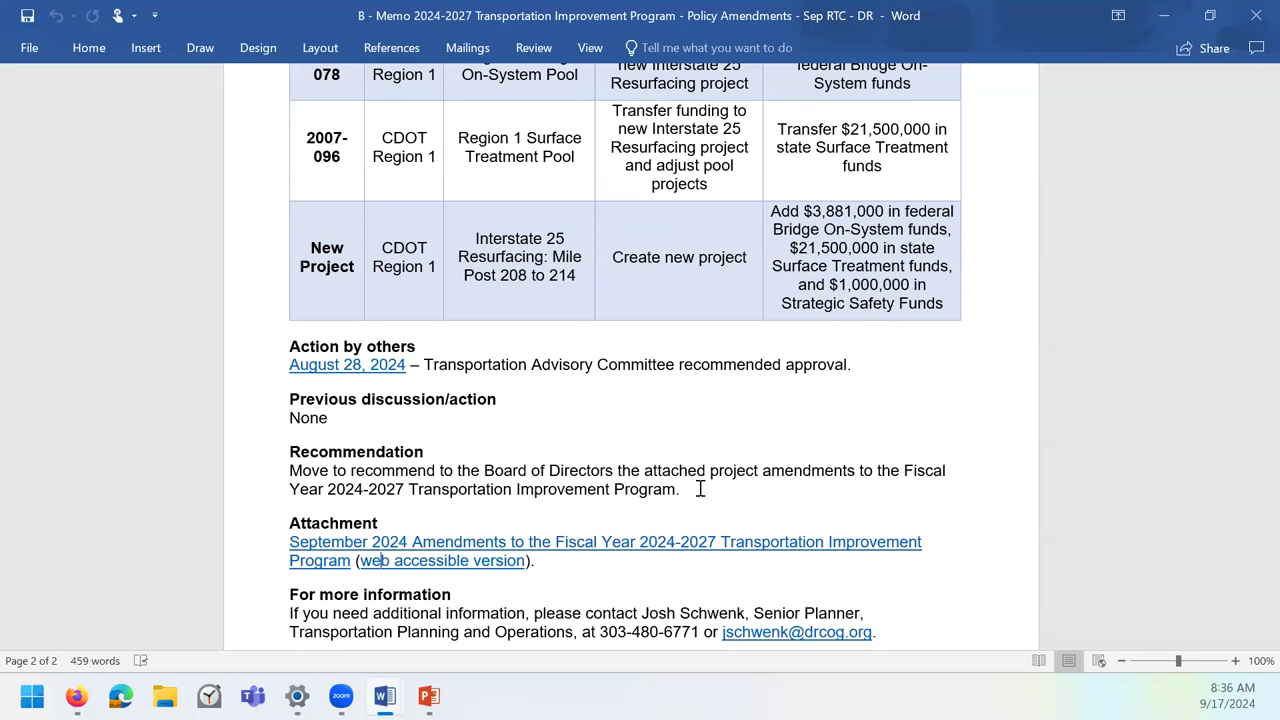 B - Memo 2024-2027 Transportation Improvement Program - Policy Amendments - Sep RTC - DR - Word
File Home Insert Draw Design Layout References Mailings Review View Tell me what you want to do Share
078
Region 1
On-System Pool
new Interstate 25
Resurfacing project
federal Bridge On-
System funds
2007-
096
CDOT
Region 1
Region 1 Surface
Treatment Pool
Transfer funding to
new Interstate 25
Resurfacing project
and adjust pool
projects
Transfer $21,500,000 in
state Surface Treatment
funds
New
Project
CDOT
Region 1
Interstate 25
Resurfacing: Mile
Post 208 to 214
Create new project
Add $3,881,000 in federal
Bridge On-System funds,
$21,500,000 in state
Surface Treatment funds,
and $1,000,000 in
Strategic Safety Funds
Action by others
August 28, 2024 – Transportation Advisory Committee recommended approval.
Previous discussion/action
None
Recommendation
Move to recommend to the Board of Directors the attached project amendments to the Fiscal
Year 2024-2027 Transportation Improvement Program.
Attachment
September 2024 Amendments to the Fiscal Year 2024-2027 Transportation Improvement
Program (web accessible version).
For more information
If you need additional information, please contact Josh Schwenk, Senior Planner,
Transportation Planning and Operations, at 303-480-6771 or jschwenk@drcog.org.
Page 2 of 2 459 words 100%
zoom
8:36 AM
9/17/2024